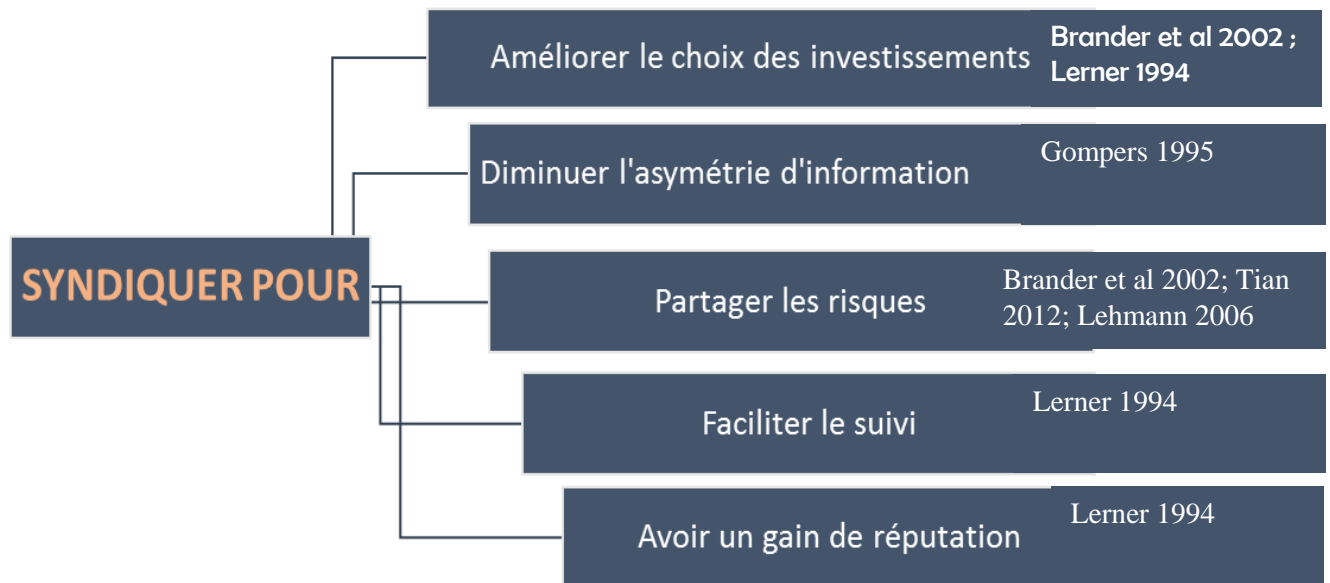 Améliorer le choix des investissements
Brander et al 2002 ;
Lerner 1994
Diminuer l'asymétrie d'information
Gompers 1995
SYNDIQUER POUR
Partager les risques
Brander et al 2002; Tian
2012; Lehmann 2006
Faciliter le suivi
Lerner 1994
Avoir un gain de réputation
Lerner 1994